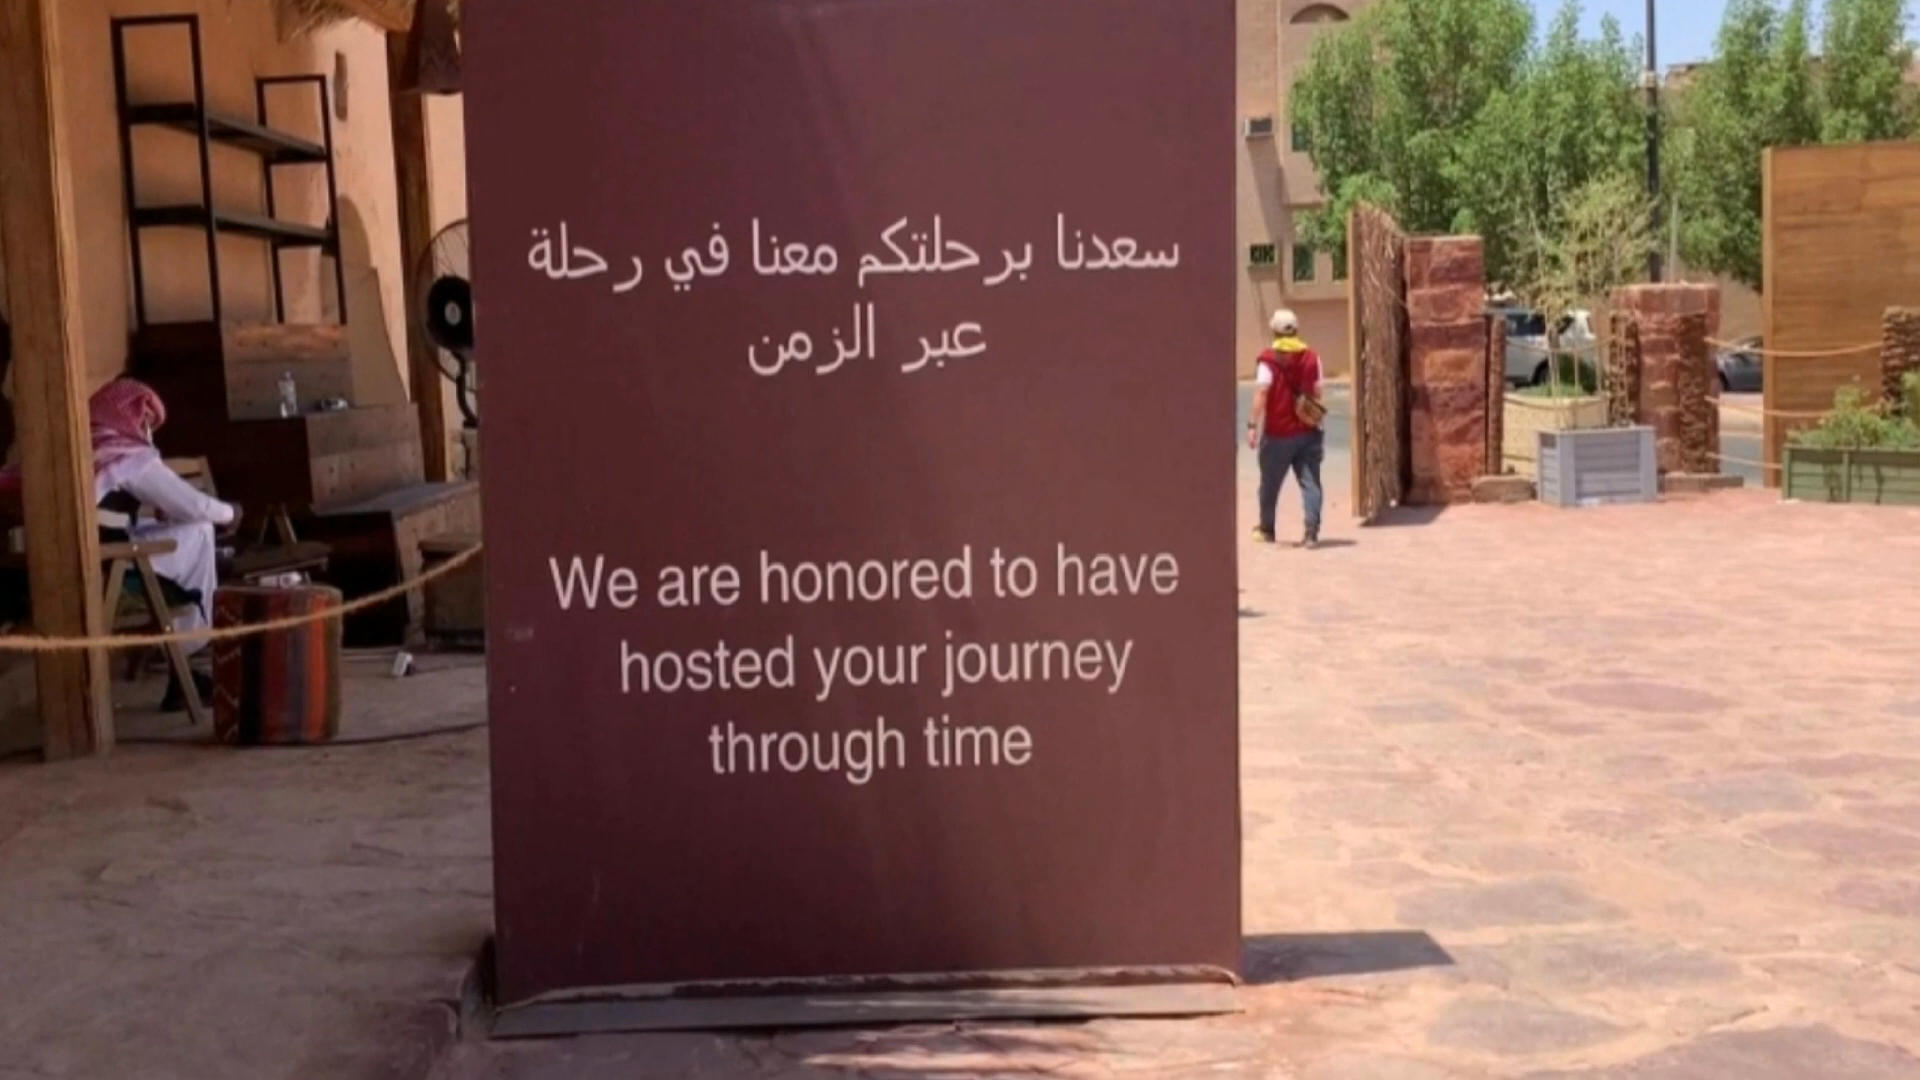 سعدنا برحلتكم معنا في رحلة
عبر الزمن
We are honored to have
hosted your journey
through time